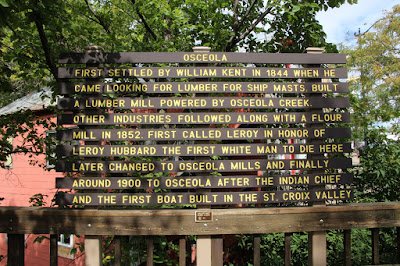 OSCEOLA
FIRST SETTLED BY WILLIAM KENT IN 1844 WHEN HE
CAME LOOKING FOR LUMBER FOR SHIP MASTS. BUILT
A LUMBER MILL POWERED BY OSCEOLA CREEK.
OTHER INDUSTRIES FOLLOWED ALONG WITH A FLOUR
MILL IN 1852. FIRST CALLED LEROY IN HONOR OF
LEROY HUBBARD THE FIRST WHITE MAN TO DIE HERE
LATER CHANGED TO OSCEOLA MILLS AND FINALLY
AROUND 1900 TO OSCEOLA AFTER THE INDIAN CHIEF
AND THE FIRST BOAT BUILT IN THE ST. CROIX VALLEY